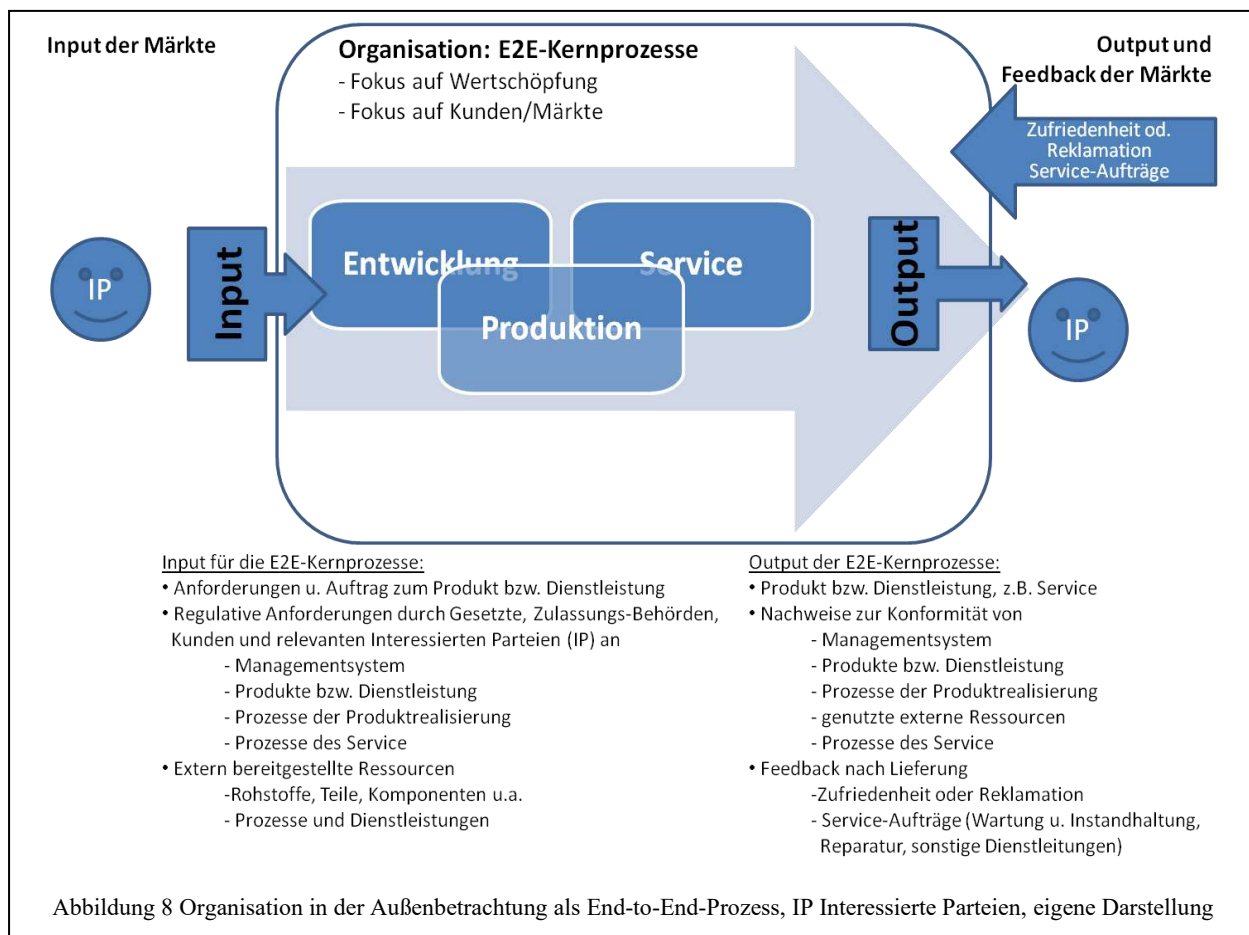 Input der Märkte
Organisation: E2E-Kernprozesse
- Fokus auf Wertschöpfung
- Fokus auf Kunden/Märkte
Output und
Feedback der Märkte
Zufriedenheit od.
Reklamation
Service-Aufträge
IP
Input
Entwicklung
Service
Produktion
Output
IP
Input für die E2E-Kernprozesse:
• Anforderungen u. Auftrag zum Produkt bzw. Dienstleistung
• Regulative Anforderungen durch Gesetzte, Zulassungs-Behörden,
Kunden und relevanten Interessierten Parteien (IP) an
- Managementsystem
- Produkte bzw. Dienstleistung
- Prozesse der Produktrealisierung
- Prozesse des Service
• Extern bereitgestellte Ressourcen
-Rohstoffe, Teile, Komponenten u.a.
- Prozesse und Dienstleistungen
Output der E2E-Kernprozesse:
• Produkt bzw. Dienstleistung, z.B. Service
• Nachweise zur Konformität von
- Managementsystem
- Produkte bzw. Dienstleistung
- Prozesse der Produktrealisierung
- genutzte externe Ressourcen
- Prozesse des Service
• Feedback nach Lieferung
-Zufriedenheit oder Reklamation
- Service-Aufträge (Wartung u. Instandhaltung,
Reparatur, sonstige Dienstleitungen)
Abbildung 8 Organisation in der Außenbetrachtung als End-to-End-Prozess, IP Interessierte Parteien, eigene Darstellung